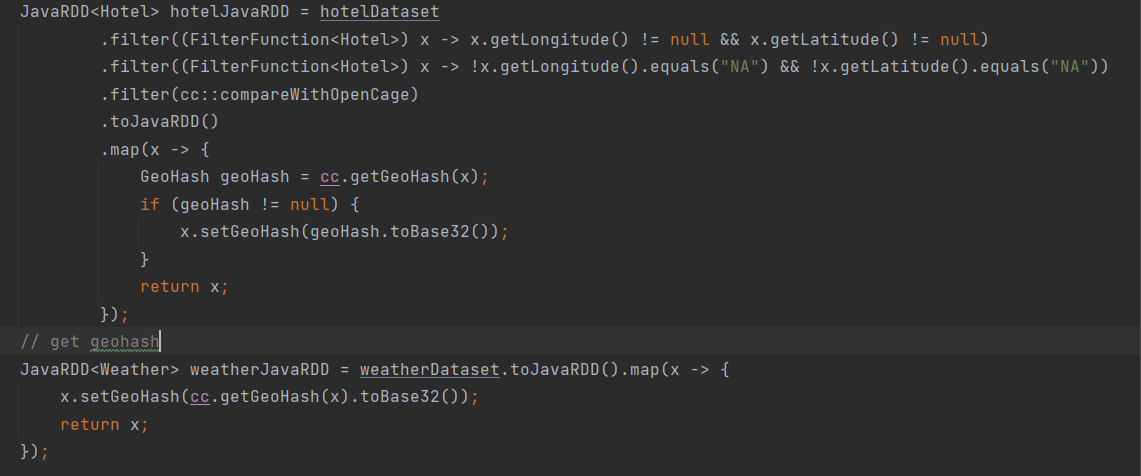 JavaRDD<Hotel> hotelJavaRDD = hotelDataset
.filter((FilterFunction<Hotel>) x -> x.getLongitude() != null && x.getLatitude() != null)
.filter((FilterFunction<Hotel>) x -> !x.getLongitude().equals("NA") && !x.getLatitude().equals("NA"))
.filter(cc::compareWithOpenCage)
.toJavaRDD()
.map(x -> {
GeoHash geoHash = cc.getGeoHash(x);
if (geoHash != null) {
x.setGeoHash(geoHash.toBase32());
}
return x;
});
// get geohash
JavaRDD<Weather> weatherJavaRDD = weatherDataset.toJavaRDD().map(x -> {
x.setGeoHash(cc.getGeoHash(x).toBase32());
return x;
});